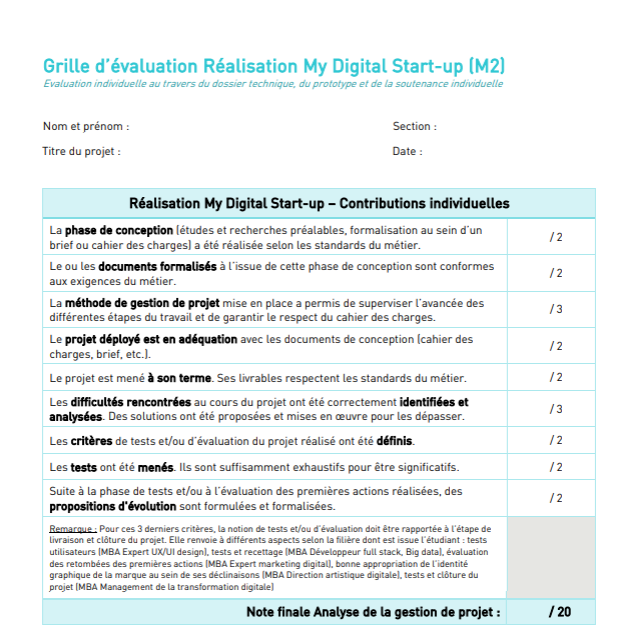 Grille d'évaluation Réalisation My Digital Start-up (M2)
Evaluation individuelle au travers du dossier technique, du prototype et de la soutenance individuelle
Nom et prénom : Section :
Titre du projet : Date :
Réalisation My Digital Start-up – Contributions individuelles
La phase de conception (études et recherches préalables, formalisation au sein d'un
brief ou cahier des charges) a été réalisée selon les standards du métier. / 2
Le ou les documents formalisés à l'issue de cette phase de conception sont conformes
aux exigences du métier. / 2
La méthode de gestion de projet mise en place a permis de superviser l'avancée des
différentes étapes du travail et de garantir le respect du cahier des charges. / 3
Le projet déployé est en adéquation avec les documents de conception (cahier des
charges, brief, etc.). / 2
Le projet est mené à son terme. Ses livrables respectent les standards du métier. / 2
Les difficultés rencontrées au cours du projet ont été correctement identifiées et
analysées. Des solutions ont été proposées et mises en œuvre pour les dépasser. / 3
Les critères de tests et/ou d'évaluation du projet réalisé ont été définis. / 2
Les tests ont été menés. Ils sont suffisamment exhaustifs pour être significatifs. / 2
Suite à la phase de tests et/ou à l'évaluation des premières actions réalisées, des
propositions d'évolution sont formulées et formalisées. / 2
Remarque : Pour ces 3 derniers critères, la notion de tests et/ou d'évaluation doit être rapportée à l'étape de
livraison et clôture du projet. Elle renvoie à différents aspects selon la filière dont est issue l'étudiant : tests
utilisateurs (MBA Expert UX/UI design), tests et recettage (MBA Développeur full stack, Big data), évaluation
des retombées des premières actions (MBA Expert marketing digital), bonne appropriation de l'identité
graphique de la marque au sein de ses déclinaisons (MBA Direction artistique digitale), tests et clôture du
projet (MBA Management de la transformation digitale)
Note finale Analyse de la gestion de projet : / 20